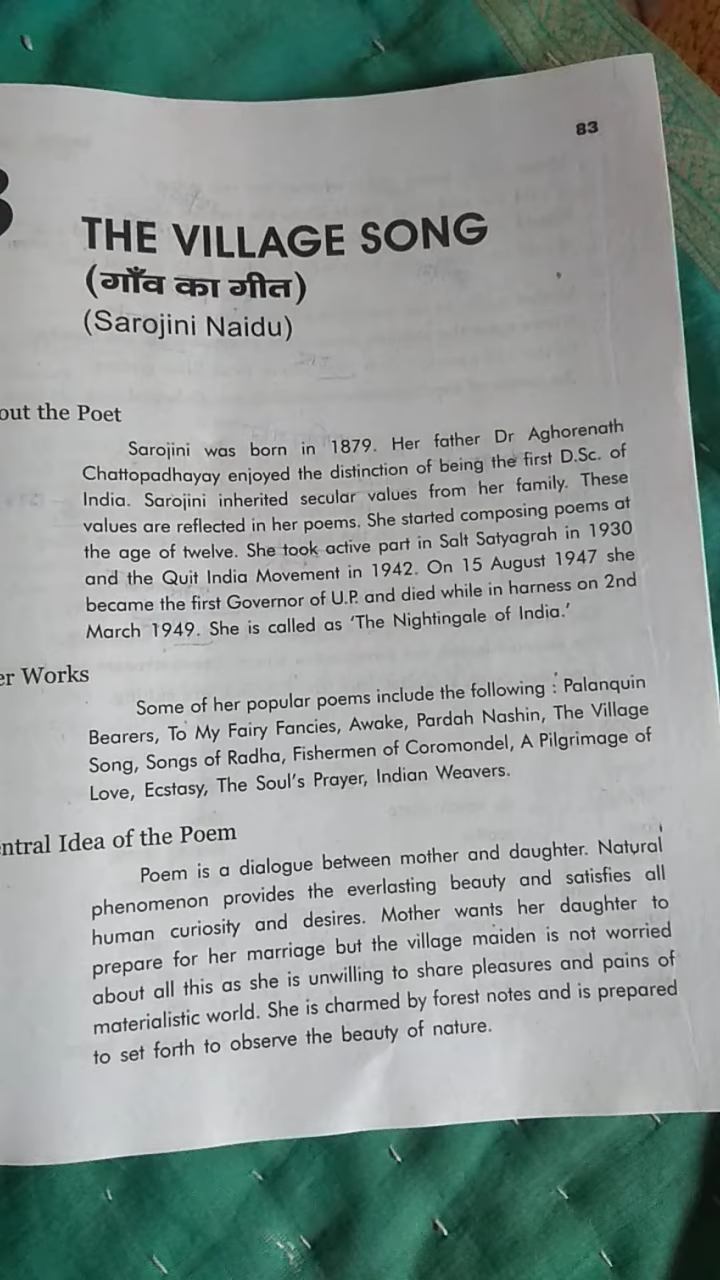 83
THE VILLAGE SONG
(गाँव का गीत)
(Sarojini Naidu)
out the Poet
Sarojini was born in 1879. Her father Dr Aghorenath
Chattopadhayay enjoyed the distinction of being the first D.Sc. of
India. Sarojini inherited secular values from her family. These
values are reflected in her poems. She started composing poems at
the age of twelve. She took active part in Salt Satyagrah in 1930
and the Quit India Movement in 1942. On 15 August 1947 she
became the first Governor of U.P. and died while in harness on 2nd
March 1949. She is called as ‘The Nightingale of India.’
er Works
Some of her popular poems include the following : Palanquin
Bearers, To My Fairy Fancies, Awake, Pardah Nashin, The Village
Song, Songs of Radha, Fishermen of Coromondel, A Pilgrimage of
Love, Ecstasy, The Soul’s Prayer, Indian Weavers.
ntral Idea of the Poem
Poem is a dialogue between mother and daughter. Natural
phenomenon provides the everlasting beauty and satisfies all
human curiosity and desires. Mother wants her daughter to
prepare for her marriage but the village maiden is not worried
about all this as she is unwilling to share pleasures and pains of
materialistic world. She is charmed by forest notes and is prepared
to set forth to observe the beauty of nature.